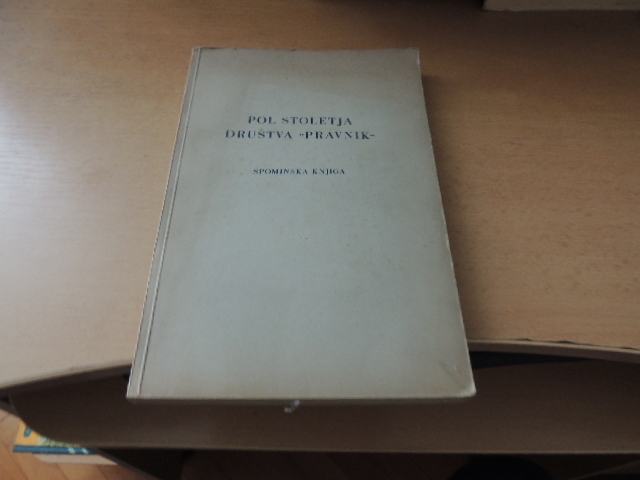 POL STOLETJA
DRUŠTVA »PRAVNIK«
SPOMINSKA KNJIGA